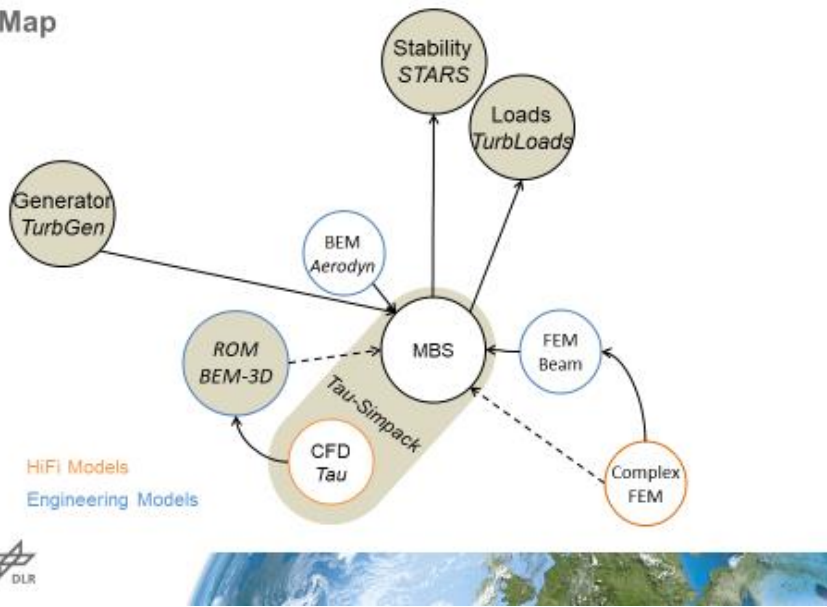 Map
Stability
STARS
Loads
TurbLoads
Generator
TurbGen
BEM
Aerodyn
ROM
BEM-3D
MBS
FEM
Beam
Tau-Simpack
CFD
Tau
Complex
FEM
HiFi Models
Engineering Models
DLR